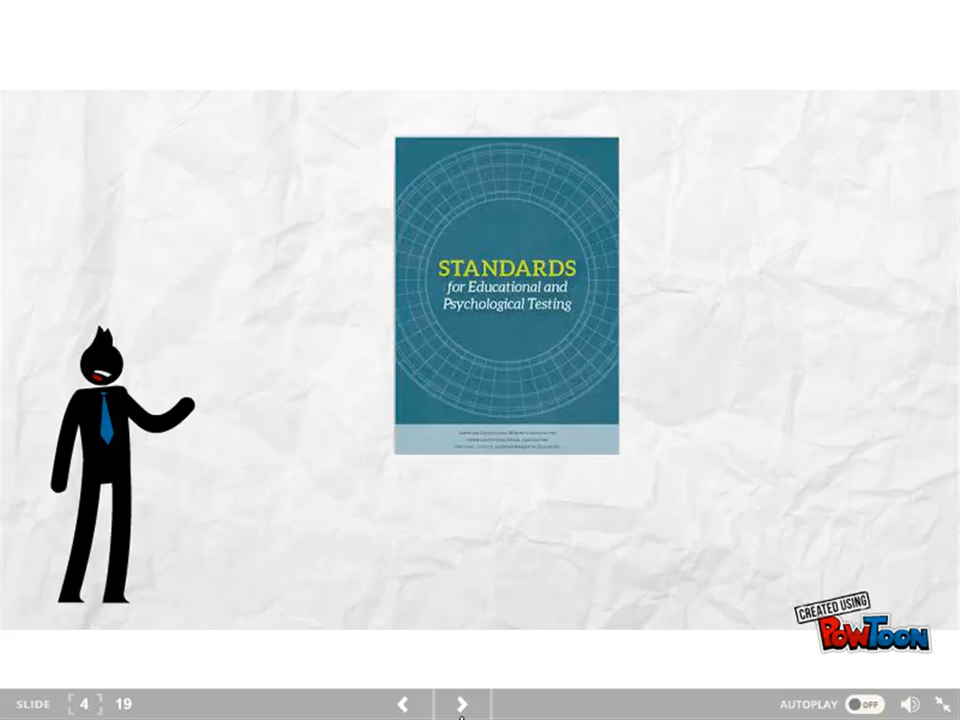 STANDARDS
for Educational and
Psychological Testing
CREATED USING
POWTOON
SLIDE 4 19 AUTOPLAY OFF